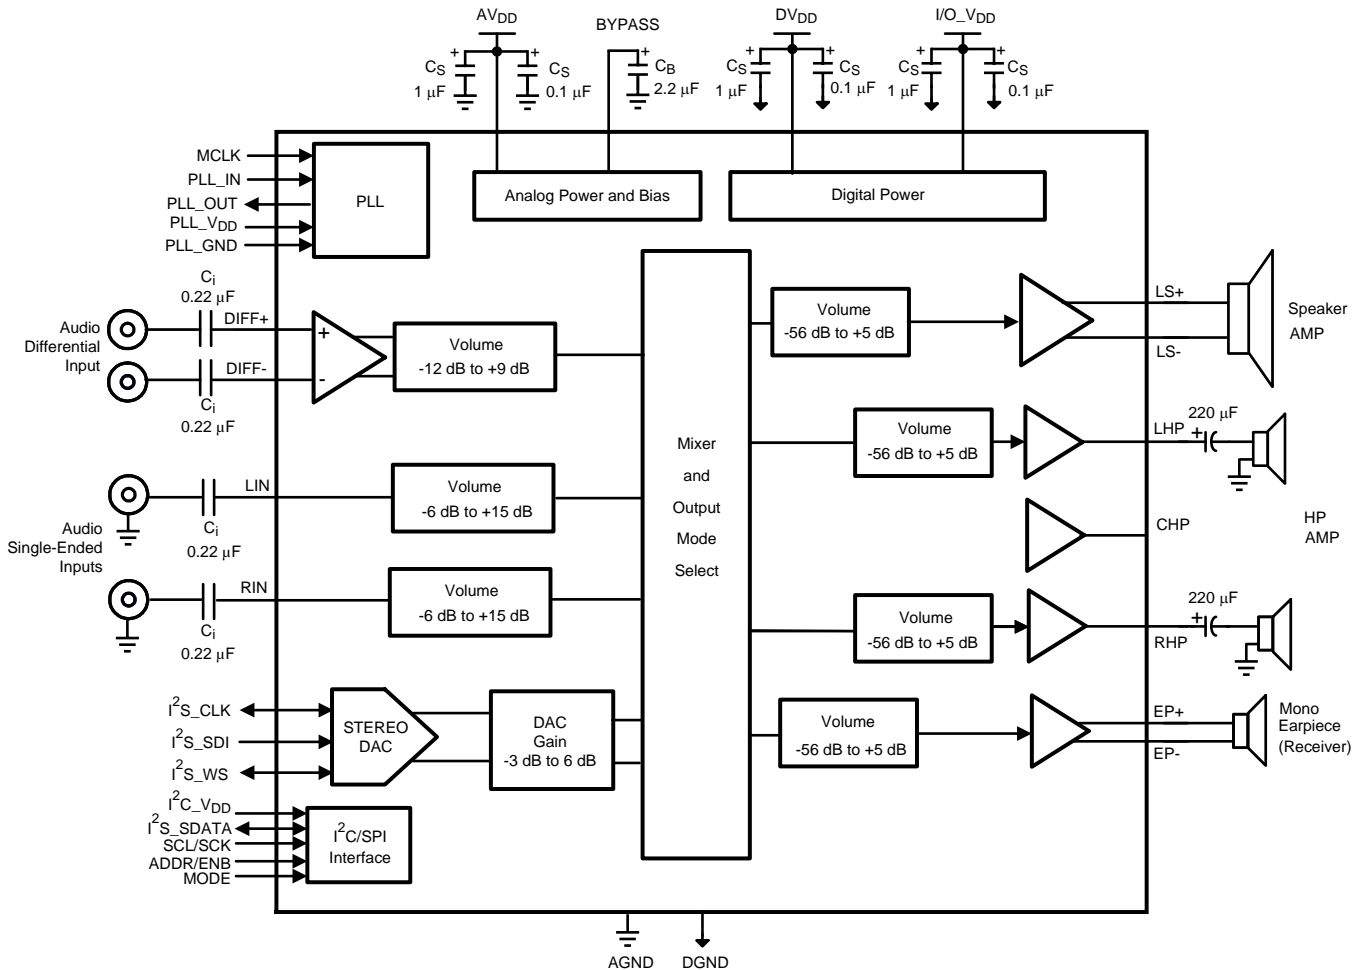 AVDD
BYPASS
DVDD
I/O_VDD
+
+
+
+
+
+
+
CS
1 µF
CS
0.1 µF
CB
2.2 µF
CS
1 µF
CS
0.1 µF
CS
1 µF
CS
0.1 µF
MCLK
PLL_IN
PLL_OUT
PLL_VDD
PLL_GND
PLL
Analog Power and Bias
Digital Power
Audio
Differential
Input
Ci
0.22 µF
DIFF+
DIFF-
Ci
0.22 µF
+
-
Volume
-12 dB to +9 dB
Audio
Single-Ended
Inputs
LIN
Ci
0.22 µF
Volume
-6 dB to +15 dB
RIN
Ci
0.22 µF
Volume
-6 dB to +15 dB
I2S_CLK
I2S_SDI
I2S_WS
STEREO
DAC
DAC
Gain
-3 dB to 6 dB
I2C_VDD
I2S_SDATA
SCL/SCK
ADDR/ENB
MODE
I2C/SPI
Interface
Mixer
and
Output
Mode
Select
Volume
-56 dB to +5 dB
LS+
LS-
Speaker
AMP
Volume
-56 dB to +5 dB
LHP
220 µF
+
CHP
HP
AMP
Volume
-56 dB to +5 dB
RHP
220 µF
+
Volume
-56 dB to +5 dB
EP+
EP-
Mono
Earpiece
(Receiver)
AGND
DGND